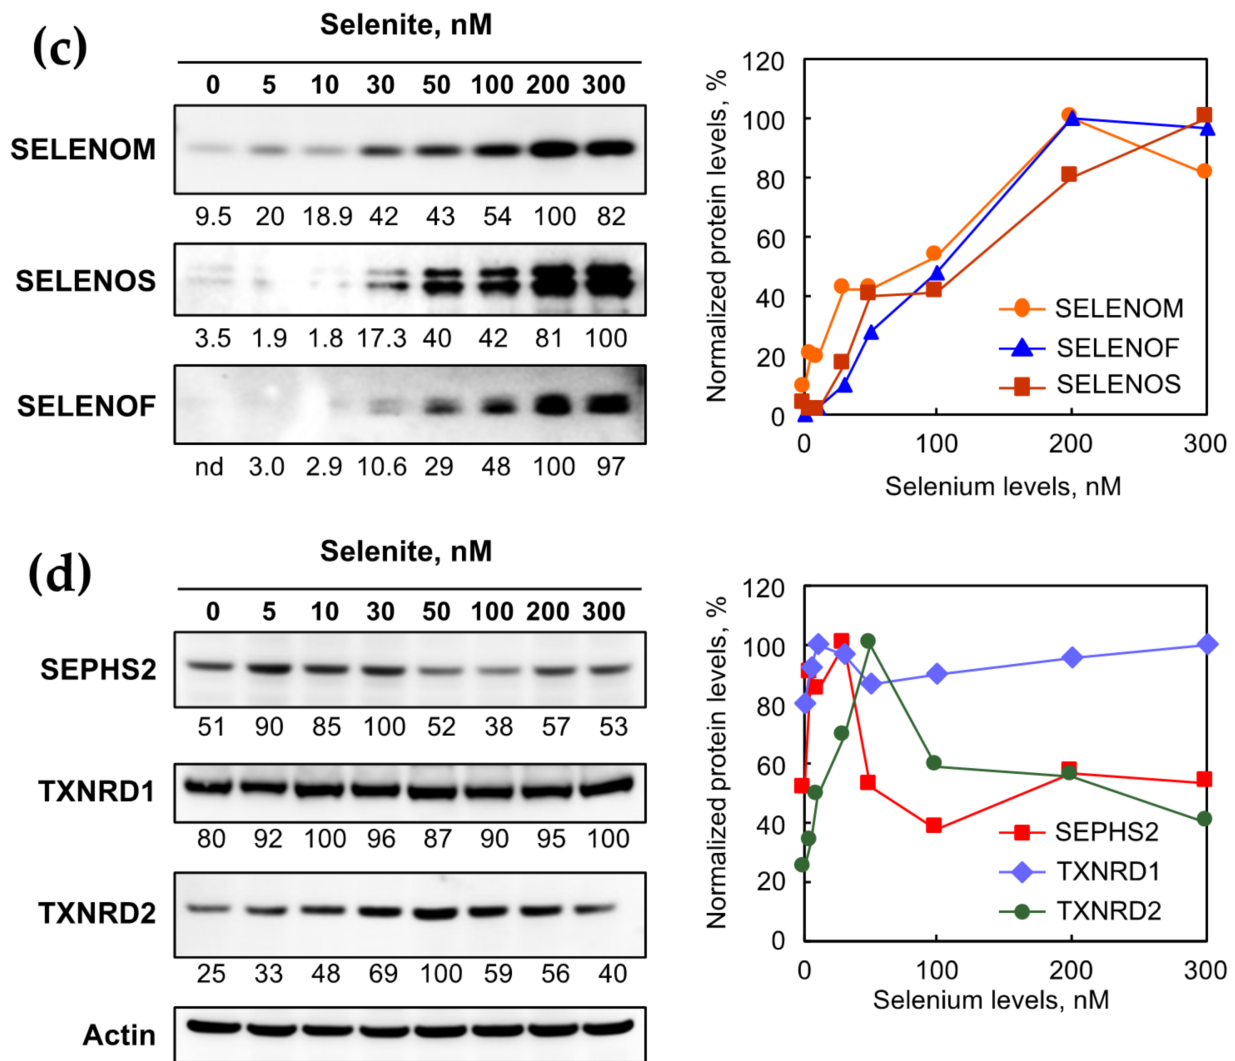 (c)
Selenite, nM
0 5 10 30 50 100 200 300
SELENOM
9.5 20 18.9 42 43 54 100 82
SELENOS
3.5 1.9 1.8 17.3 40 42 81 100
SELENOF
nd 3.0 2.9 10.6 29 48 100 97
Normalized protein levels, %
120
100
80
60
40
20
0
0 100 200 300
Selenium levels, nM
SELENOM
SELENOF
SELENOS
(d)
Selenite, nM
0 5 10 30 50 100 200 300
SEPHS2
51 90 85 100 52 38 57 53
TXNRD1
80 92 100 96 87 90 95 100
TXNRD2
25 33 48 69 100 59 56 40
Actin
Normalized protein levels, %
120
100
80
60
40
20
0
0 100 200 300
Selenium levels, nM
SEPHS2
TXNRD1
TXNRD2